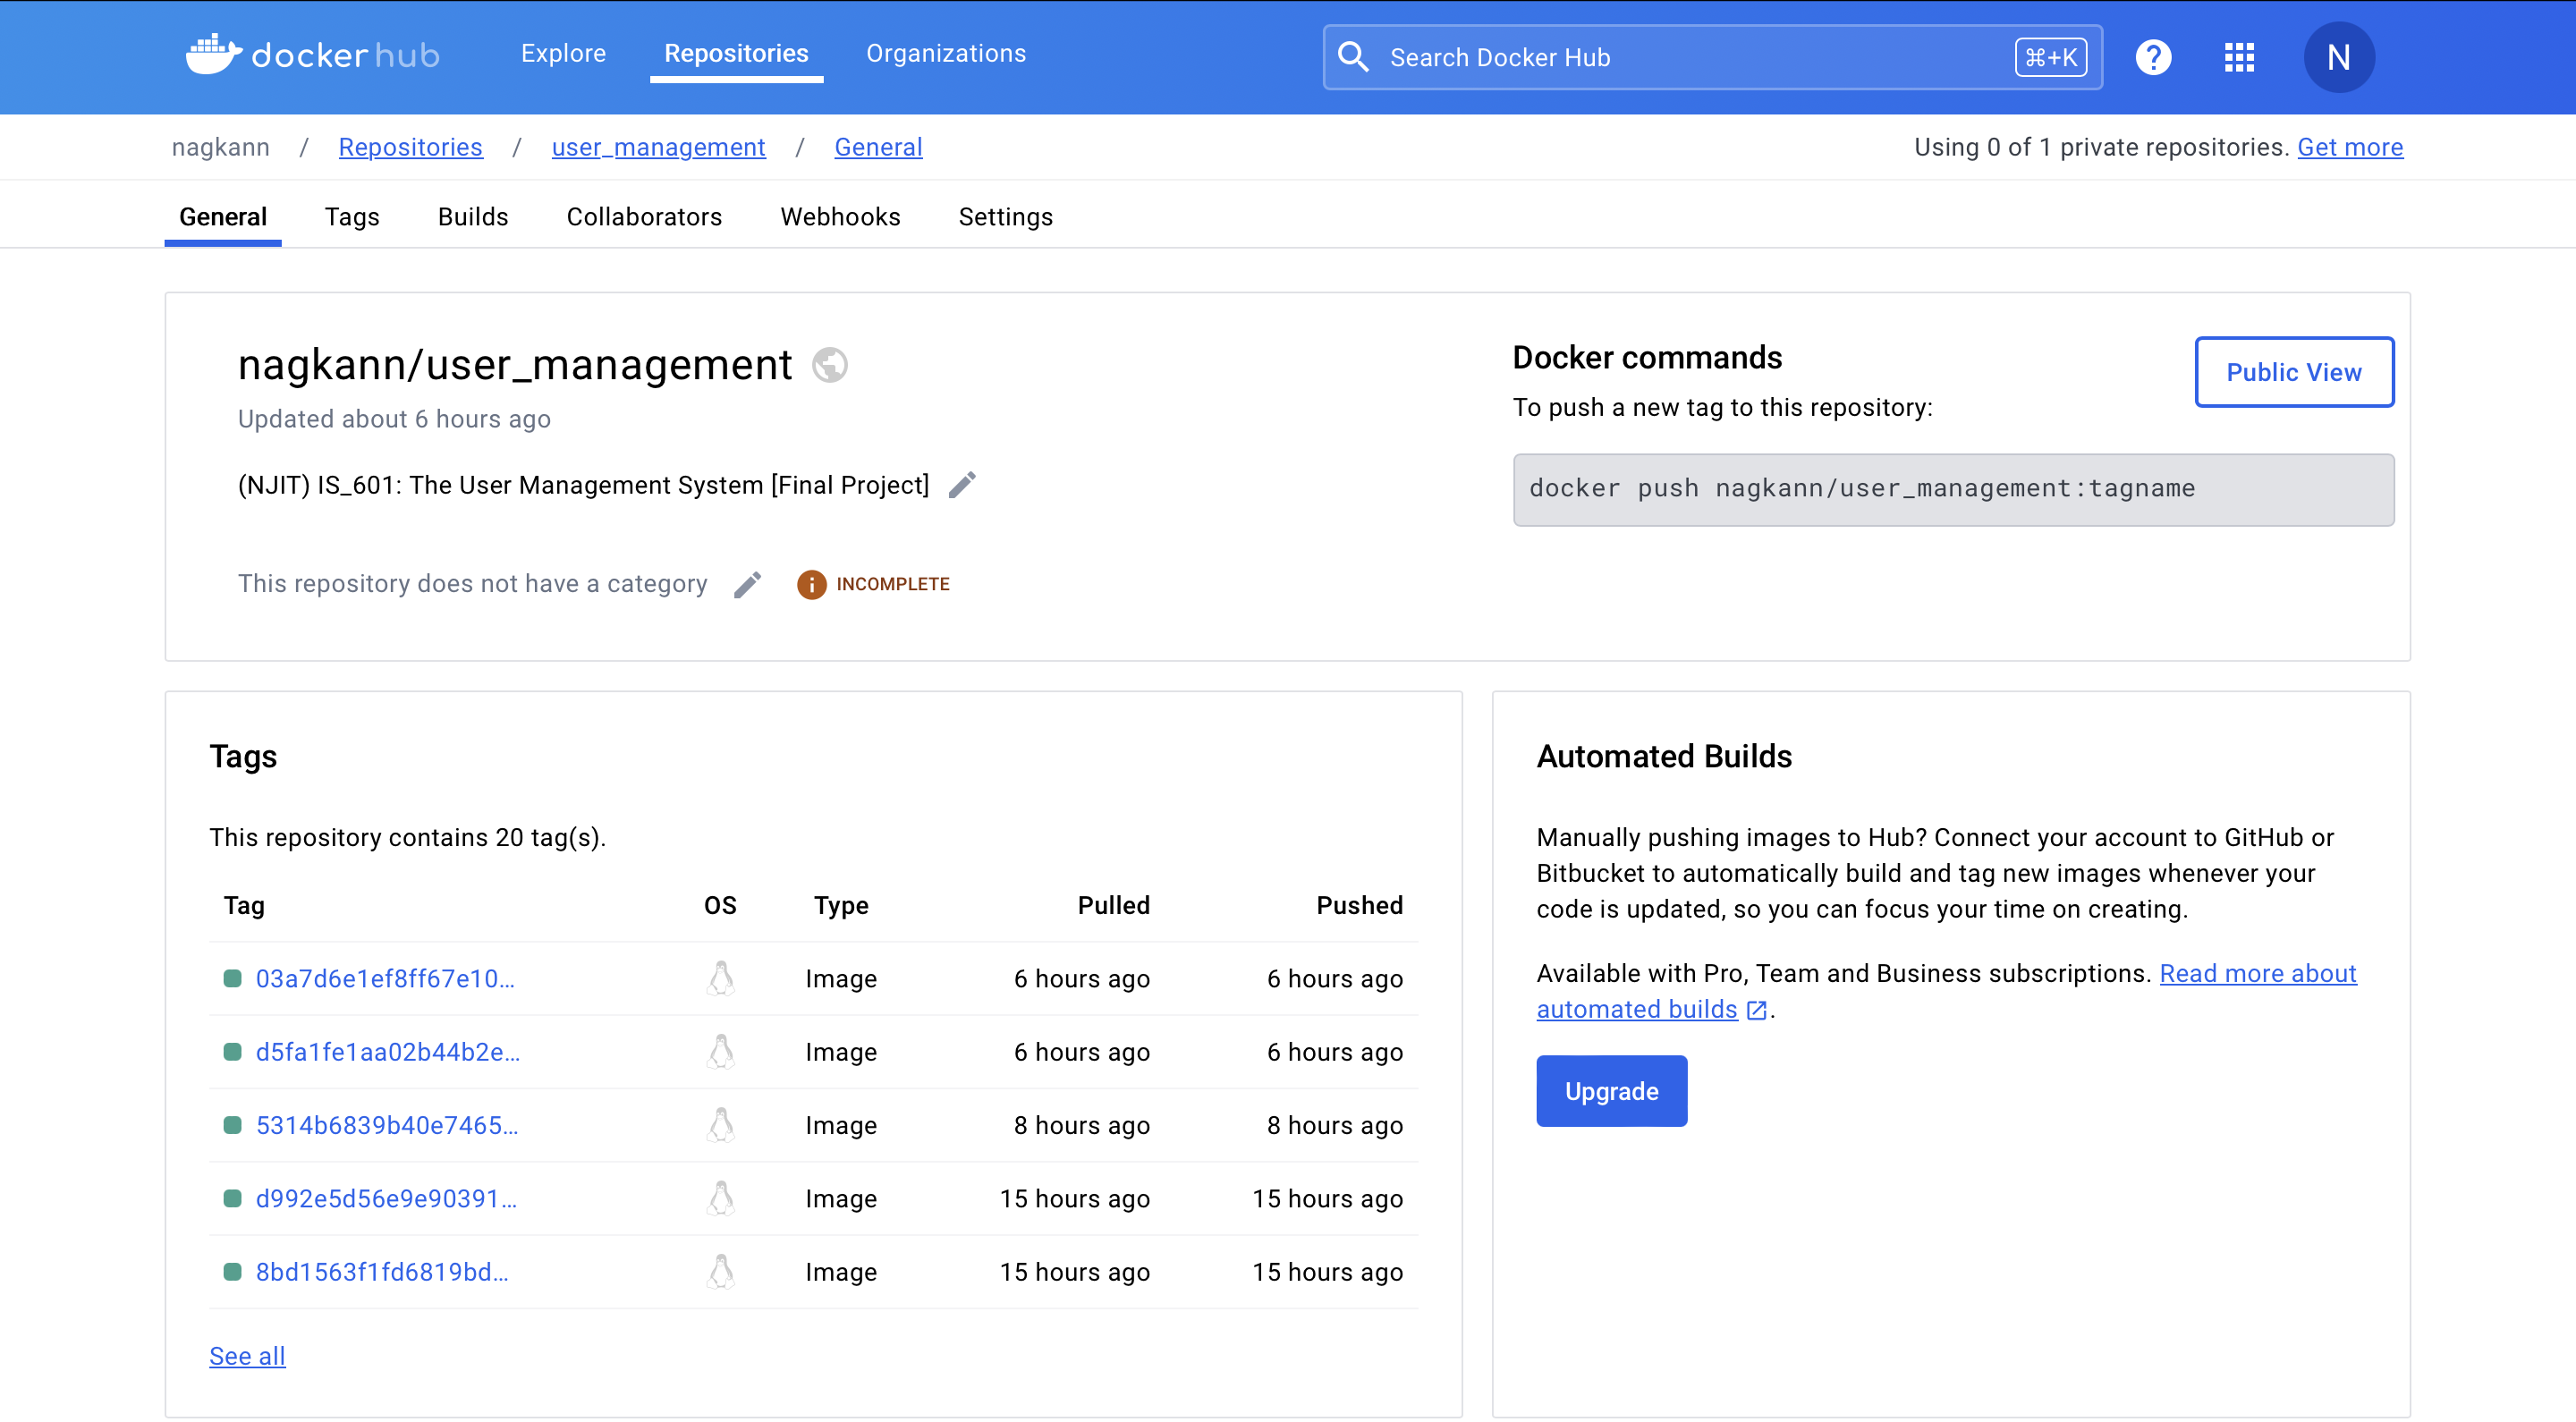 docker hub
Explore
Repositories
Organizations
Search Docker Hub
⌘+K
?
N
nagkann / Repositories / user_management / General
Using 0 of 1 private repositories. Get more
General
Tags
Builds
Collaborators
Webhooks
Settings
nagkann/user_management
Updated about 6 hours ago
(NJIT) IS_601: The User Management System [Final Project]
This repository does not have a category
i INCOMPLETE
Docker commands
Public View
To push a new tag to this repository:
docker push nagkann/user_management:tagname
Tags
This repository contains 20 tag(s).
Tag OS Type Pulled Pushed
03a7d6e1ef8ff67e10... Image 6 hours ago 6 hours ago
d5fa1fe1aa02b44b2e... Image 6 hours ago 6 hours ago
5314b6839b40e7465... Image 8 hours ago 8 hours ago
d992e5d56e9e90391... Image 15 hours ago 15 hours ago
8bd1563f1fd6819bd... Image 15 hours ago 15 hours ago
See all
Automated Builds
Manually pushing images to Hub? Connect your account to GitHub or
Bitbucket to automatically build and tag new images whenever your
code is updated, so you can focus your time on creating.
Available with Pro, Team and Business subscriptions. Read more about
automated builds .
Upgrade